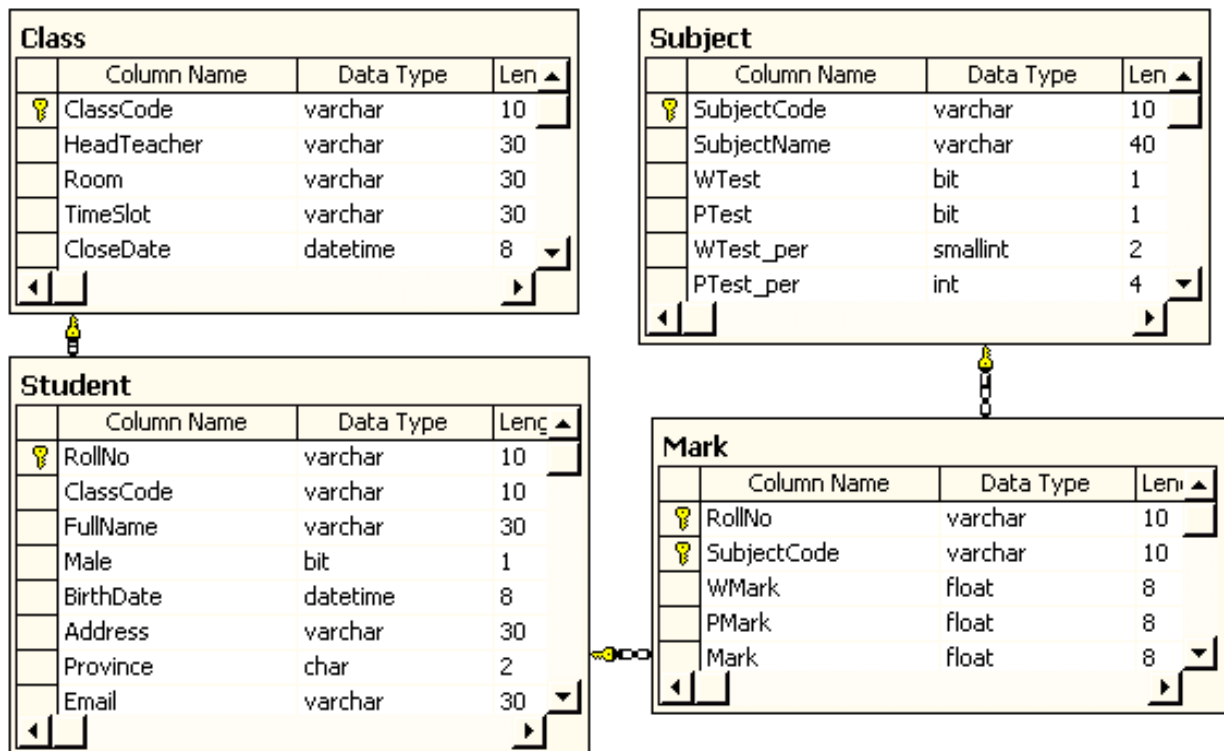 Class
Column Name Data Type Len
ClassCode varchar 10
HeadTeacher varchar 30
Room varchar 30
TimeSlot varchar 30
CloseDate datetime 8
Subject
Column Name Data Type Len
SubjectCode varchar 10
SubjectName varchar 40
WTest bit 1
PTest bit 1
WTest_per smallint 2
PTest_per int 4
Student
Column Name Data Type Leng
RollNo varchar 10
ClassCode varchar 10
FullName varchar 30
Male bit 1
BirthDate datetime 8
Address varchar 30
Province char 2
Email varchar 30
Mark
Column Name Data Type Len
RollNo varchar 10
SubjectCode varchar 10
WMark float 8
PMark float 8
Mark float 8